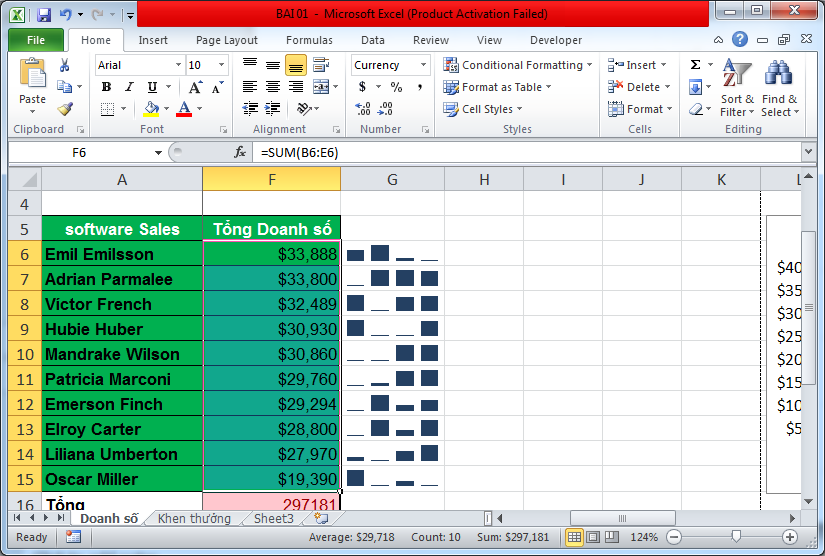 BAI 01 - Microsoft Excel (Product Activation Failed)
File Home Insert Page Layout Formulas Data Review View Developer
Paste Arial 10 Currency Conditional Formatting Insert Σ
B I U A A $ % , Format as Table Delete Sort & Find &
Cell Styles Format Filter Select
Clipboard Font Alignment Number Styles Cells Editing
F6 fx =SUM(B6:E6)
A F G H I J K L
4
5 software Sales Tổng Doanh số
6 Emil Emilsson $33,888
7 Adrian Parmalee $33,800 $40
8 Victor French $32,489 $35
9 Hubie Huber $30,930 $30
10 Mandrake Wilson $30,860 $25
11 Patricia Marconi $29,760 $20
12 Emerson Finch $29,294 $15
13 Elroy Carter $28,800 $10
14 Liliana Umberton $27,970 $5
15 Oscar Miller $19,390
16 Tổng 297181
Doanh số Khen thưởng Sheet3
Ready Average: $29,718 Count: 10 Sum: $297,181 124%